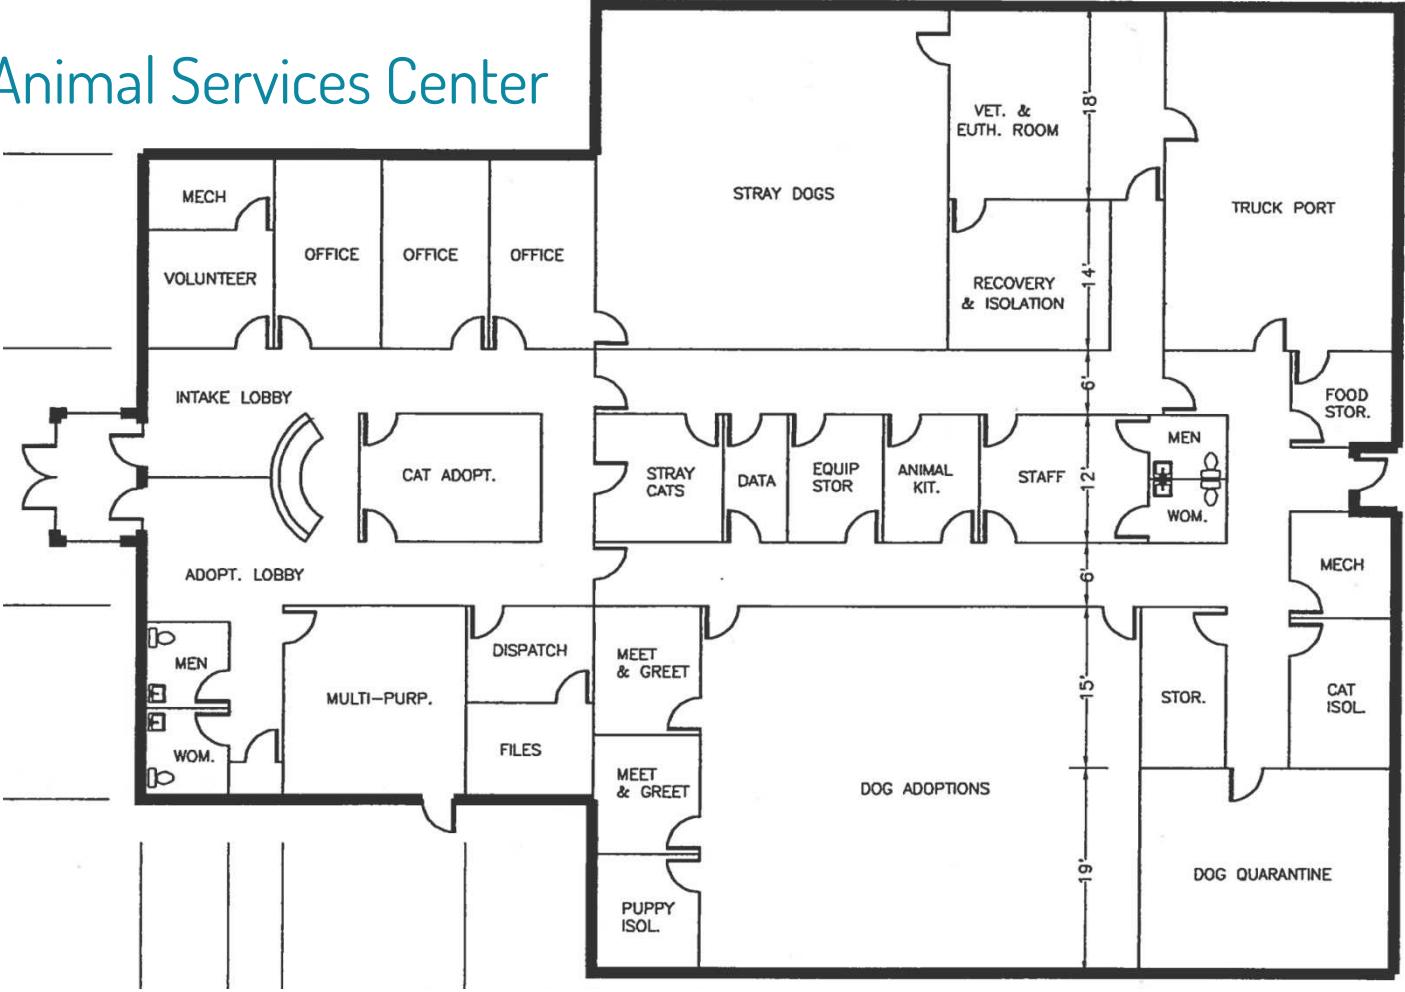 Animal Services Center
VET. &
EUTH. ROOM
18'
STRAY DOGS
TRUCK PORT
MECH
VOLUNTEER
OFFICE
OFFICE
OFFICE
RECOVERY
& ISOLATION
14'
INTAKE LOBBY
6'
FOOD
STOR.
CAT ADOPT.
STRAY
CATS
DATA
EQUIP
STOR
ANIMAL
KIT.
STAFF
12'
MEN
WOM.
ADOPT. LOBBY
6'
MECH
MEN
WOM.
MULTI-PURP.
DISPATCH
FILES
MEET
& GREET
MEET
& GREET
PUPPY
ISOL.
DOG ADOPTIONS
15'
19'
STOR.
CAT
ISOL.
DOG QUARANTINE